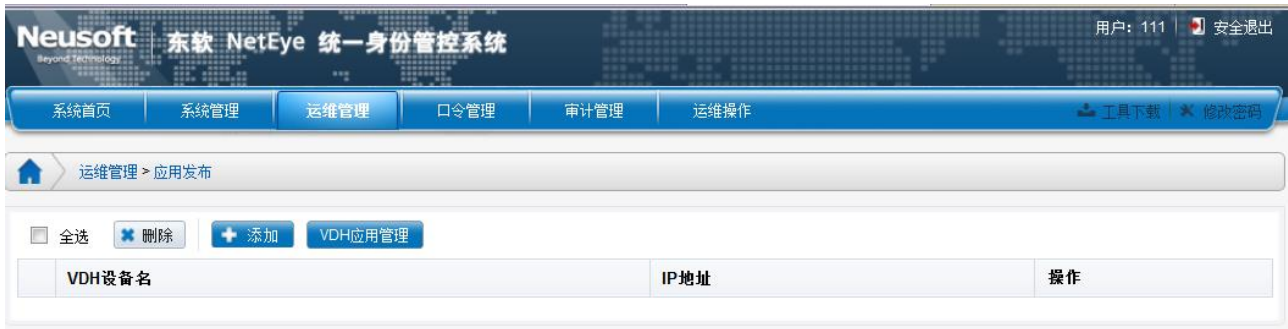 Neusoft 东软 NetEye 统一身份管控系统
Beyond Technology
用户：111 安全退出
系统首页 系统管理 运维管理 口令管理 审计管理 运维操作 工具下载 修改密码
运维管理 > 应用发布
全选 删除 添加 VDH应用管理
VDH设备名 IP地址 操作